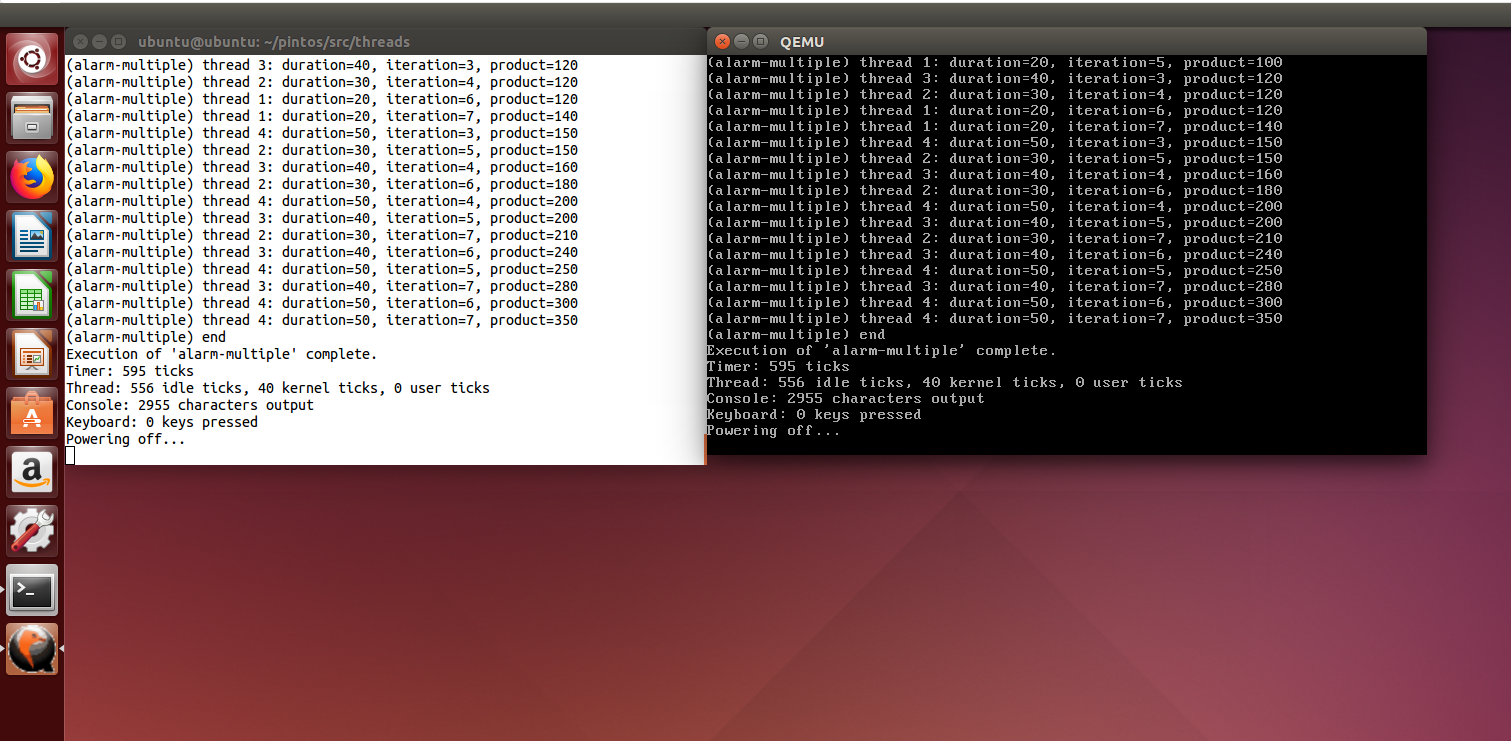 ubuntu@ubuntu: ~/pintos/src/threads
(alarm-multiple) thread 3: duration=40, iteration=3, product=120
(alarm-multiple) thread 2: duration=30, iteration=4, product=120
(alarm-multiple) thread 1: duration=20, iteration=6, product=120
(alarm-multiple) thread 1: duration=20, iteration=7, product=140
(alarm-multiple) thread 4: duration=50, iteration=3, product=150
(alarm-multiple) thread 2: duration=30, iteration=5, product=150
(alarm-multiple) thread 3: duration=40, iteration=4, product=160
(alarm-multiple) thread 2: duration=30, iteration=6, product=180
(alarm-multiple) thread 4: duration=50, iteration=4, product=200
(alarm-multiple) thread 3: duration=40, iteration=5, product=200
(alarm-multiple) thread 2: duration=30, iteration=7, product=210
(alarm-multiple) thread 3: duration=40, iteration=6, product=240
(alarm-multiple) thread 4: duration=50, iteration=5, product=250
(alarm-multiple) thread 3: duration=40, iteration=7, product=280
(alarm-multiple) thread 4: duration=50, iteration=6, product=300
(alarm-multiple) thread 4: duration=50, iteration=7, product=350
(alarm-multiple) end
Execution of 'alarm-multiple' complete.
Timer: 595 ticks
Thread: 556 idle ticks, 40 kernel ticks, 0 user ticks
Console: 2955 characters output
Keyboard: 0 keys pressed
Powering off...
QEMU
(alarm-multiple) thread 1: duration=20, iteration=5, product=100
(alarm-multiple) thread 3: duration=40, iteration=3, product=120
(alarm-multiple) thread 2: duration=30, iteration=4, product=120
(alarm-multiple) thread 1: duration=20, iteration=6, product=120
(alarm-multiple) thread 1: duration=20, iteration=7, product=140
(alarm-multiple) thread 4: duration=50, iteration=3, product=150
(alarm-multiple) thread 2: duration=30, iteration=5, product=150
(alarm-multiple) thread 3: duration=40, iteration=4, product=160
(alarm-multiple) thread 2: duration=30, iteration=6, product=180
(alarm-multiple) thread 4: duration=50, iteration=4, product=200
(alarm-multiple) thread 3: duration=40, iteration=5, product=200
(alarm-multiple) thread 2: duration=30, iteration=7, product=210
(alarm-multiple) thread 3: duration=40, iteration=6, product=240
(alarm-multiple) thread 4: duration=50, iteration=5, product=250
(alarm-multiple) thread 3: duration=40, iteration=7, product=280
(alarm-multiple) thread 4: duration=50, iteration=6, product=300
(alarm-multiple) thread 4: duration=50, iteration=7, product=350
(alarm-multiple) end
Execution of 'alarm-multiple' complete.
Timer: 595 ticks
Thread: 556 idle ticks, 40 kernel ticks, 0 user ticks
Console: 2955 characters output
Keyboard: 0 keys pressed
Powering off...